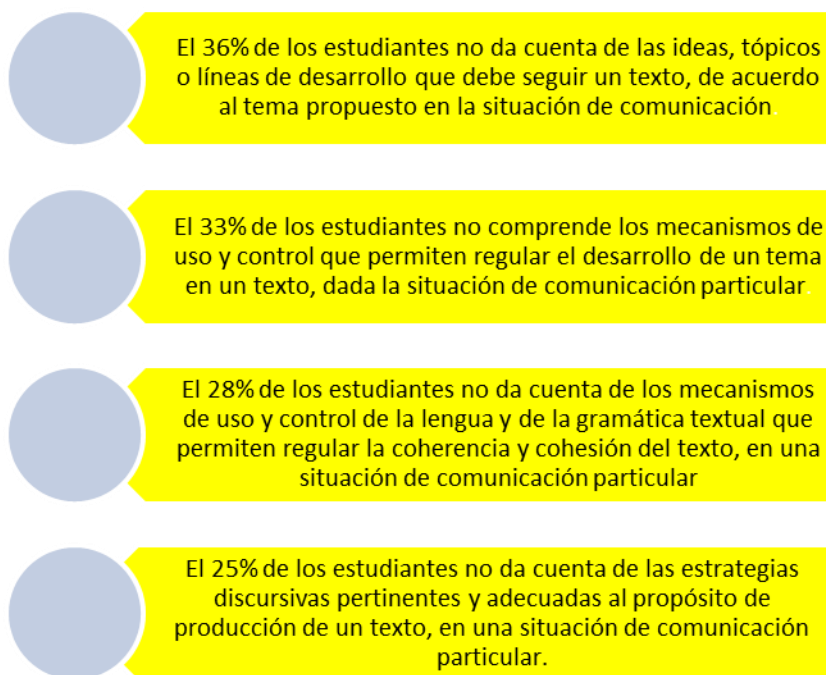 El 36% de los estudiantes no da cuenta de las ideas, tópicos
o líneas de desarrollo que debe seguir un texto, de acuerdo
al tema propuesto en la situación de comunicación.
El 33% de los estudiantes no comprende los mecanismos de
uso y control que permiten regular el desarrollo de un tema
en un texto, dada la situación de comunicación particular.
El 28% de los estudiantes no da cuenta de los mecanismos
de uso y control de la lengua y de la gramática textual que
permiten regular la coherencia y cohesión del texto, en una
situación de comunicación particular
El 25% de los estudiantes no da cuenta de las estrategias
discursivas pertinentes y adecuadas al propósito de
producción de un texto, en una situación de comunicación
particular.